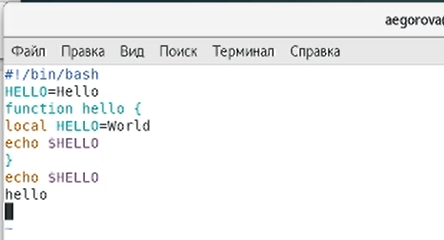 aegorova
Файл Правка Вид Поиск Терминал Справка
#!/bin/bash
HELLO=Hello
function hello {
local HELLO=World
echo $HELLO
}
echo $HELLO
hello
~